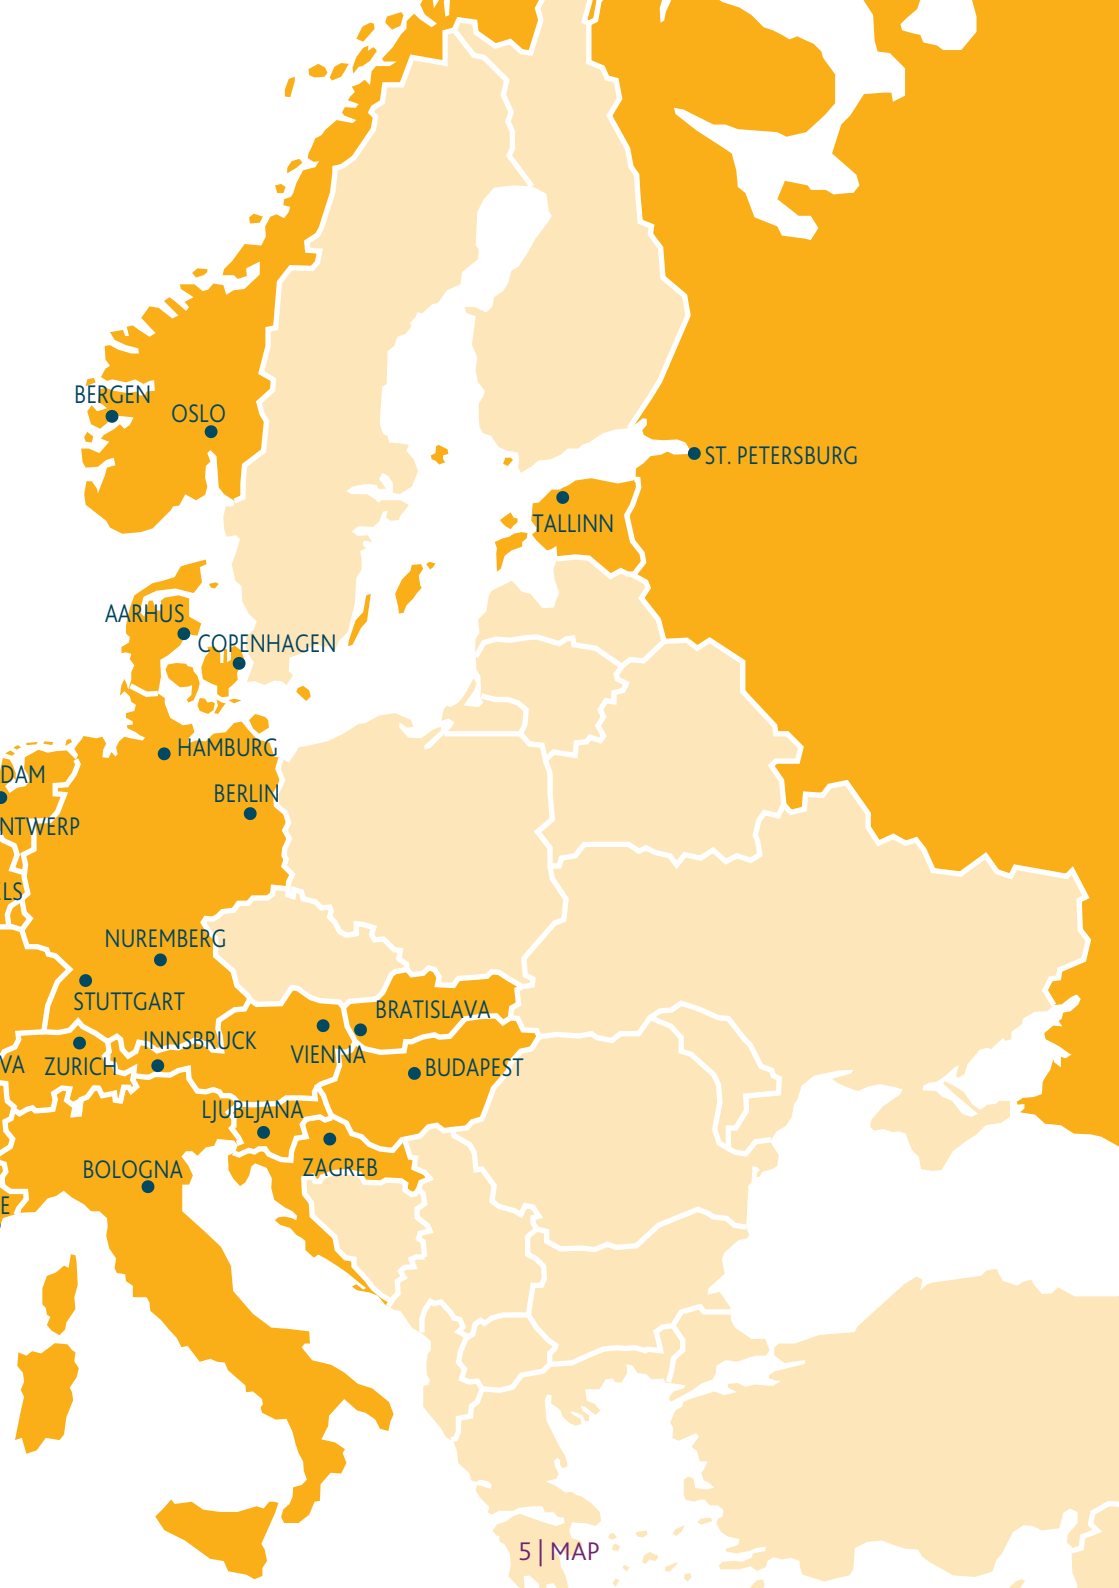 BERGEN
OSLO
ST. PETERSBURG
TALLINN
AARHUS
COPENHAGEN
HAMBURG
DAM
BERLIN
NTWERP
LS
NUREMBERG
STUTTGART
BRATISLAVA
INNSBRUCK
VIENNA
VA
ZURICH
BUDAPEST
LJUBLJANA
ZAGREB
BOLOGNA
E
5 | MAP